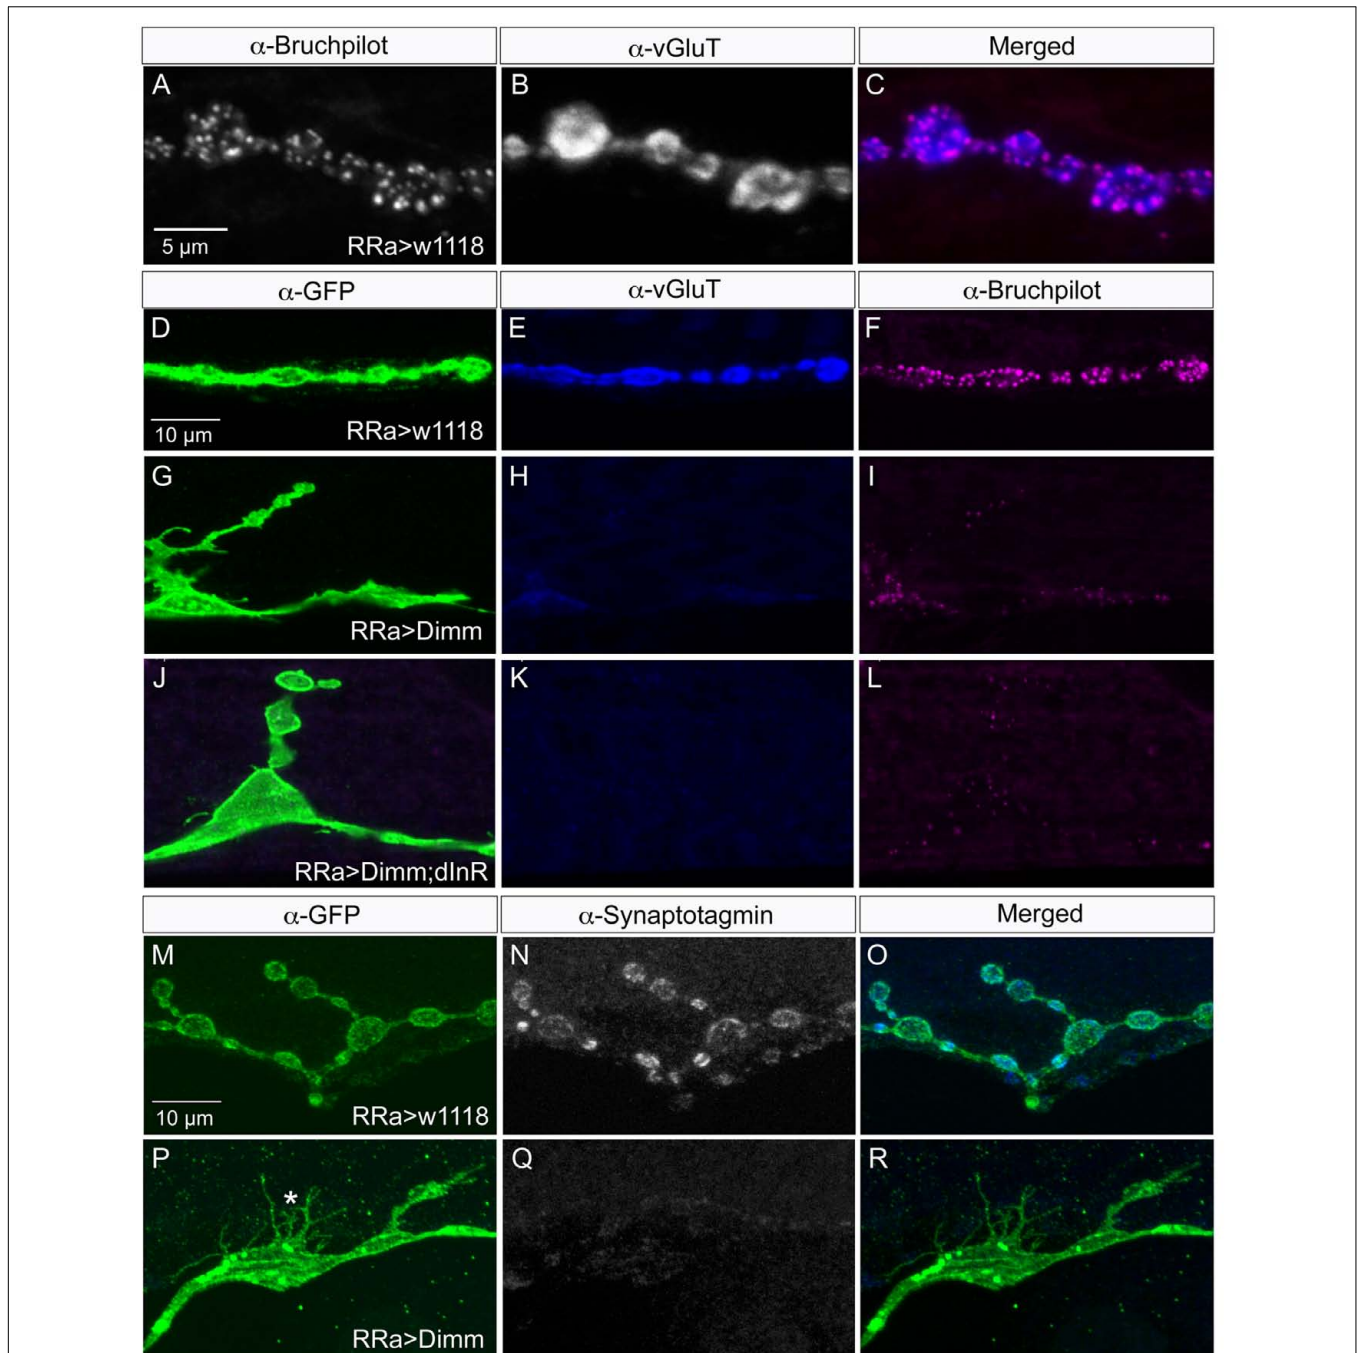 α-Bruchpilot α-vGluT Merged
A B C
5 µm RRa>w1118
α-GFP α-vGluT α-Bruchpilot
D E F
10 µm RRa>w1118
G H I
RRa>Dimm
J K L
RRa>Dimm;dInR
α-GFP α-Synaptotagmin Merged
M N O
10 µm RRa>w1118
P Q R
*
RRa>Dimm